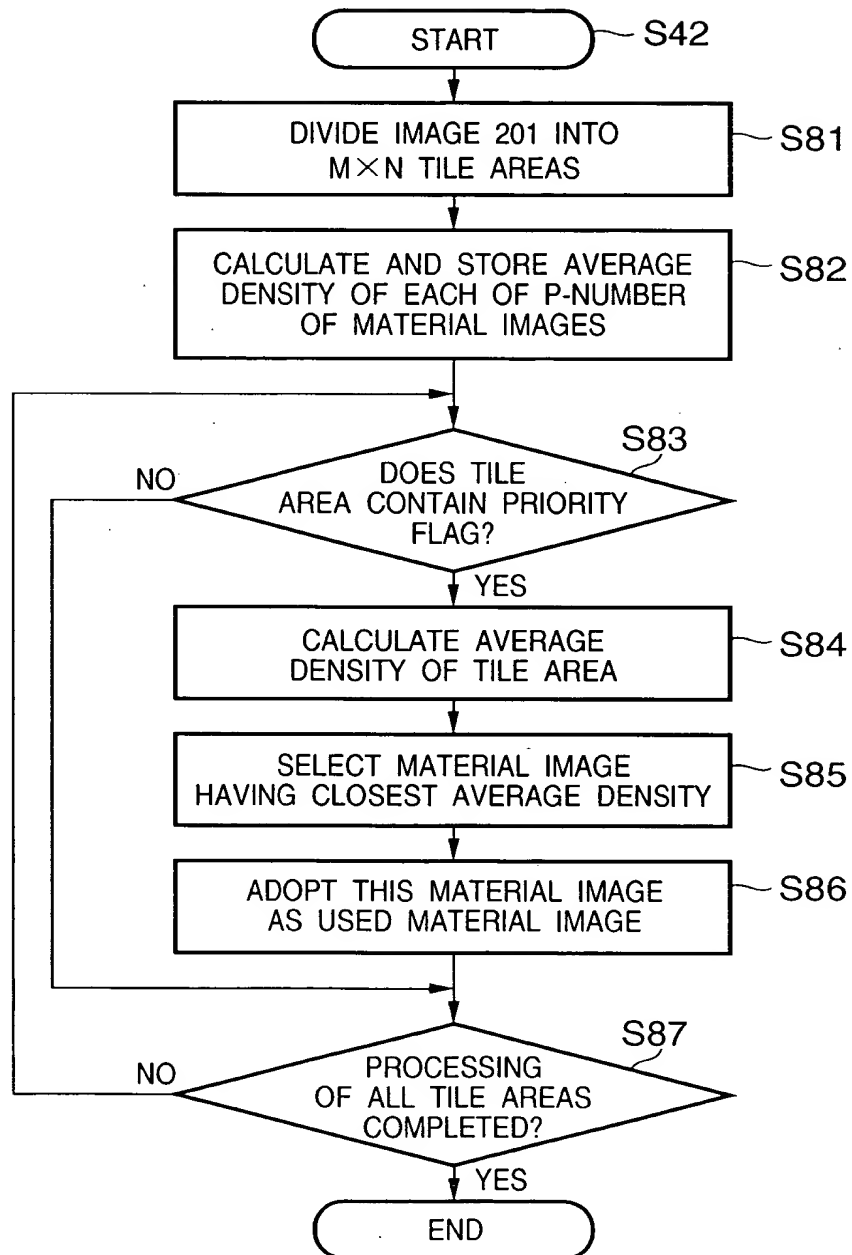 START
S42
DIVIDE IMAGE 201 INTO
M×N TILE AREAS
S81
CALCULATE AND STORE AVERAGE
DENSITY OF EACH OF P-NUMBER
OF MATERIAL IMAGES
S82
S83
DOES TILE
AREA CONTAIN PRIORITY
FLAG?
NO
YES
CALCULATE AVERAGE
DENSITY OF TILE AREA
S84
SELECT MATERIAL IMAGE
HAVING CLOSEST AVERAGE DENSITY
S85
ADOPT THIS MATERIAL IMAGE
AS USED MATERIAL IMAGE
S86
S87
PROCESSING
OF ALL TILE AREAS
COMPLETED?
NO
YES
END